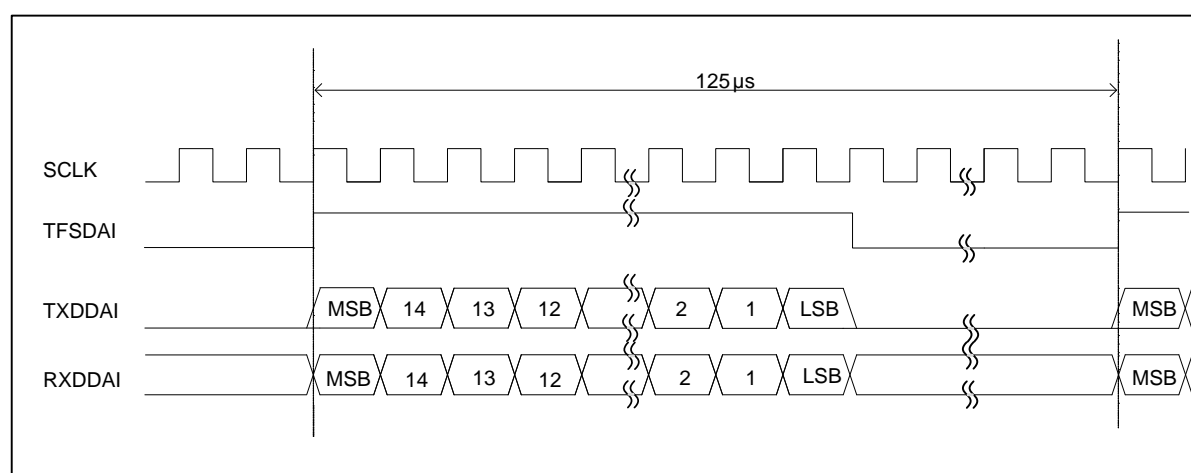 125µs
SCLK
TFSDAI
TXDDAI MSB 14 13 12 2 1 LSB MSB
RXDDAI MSB 14 13 12 2 1 LSB MSB